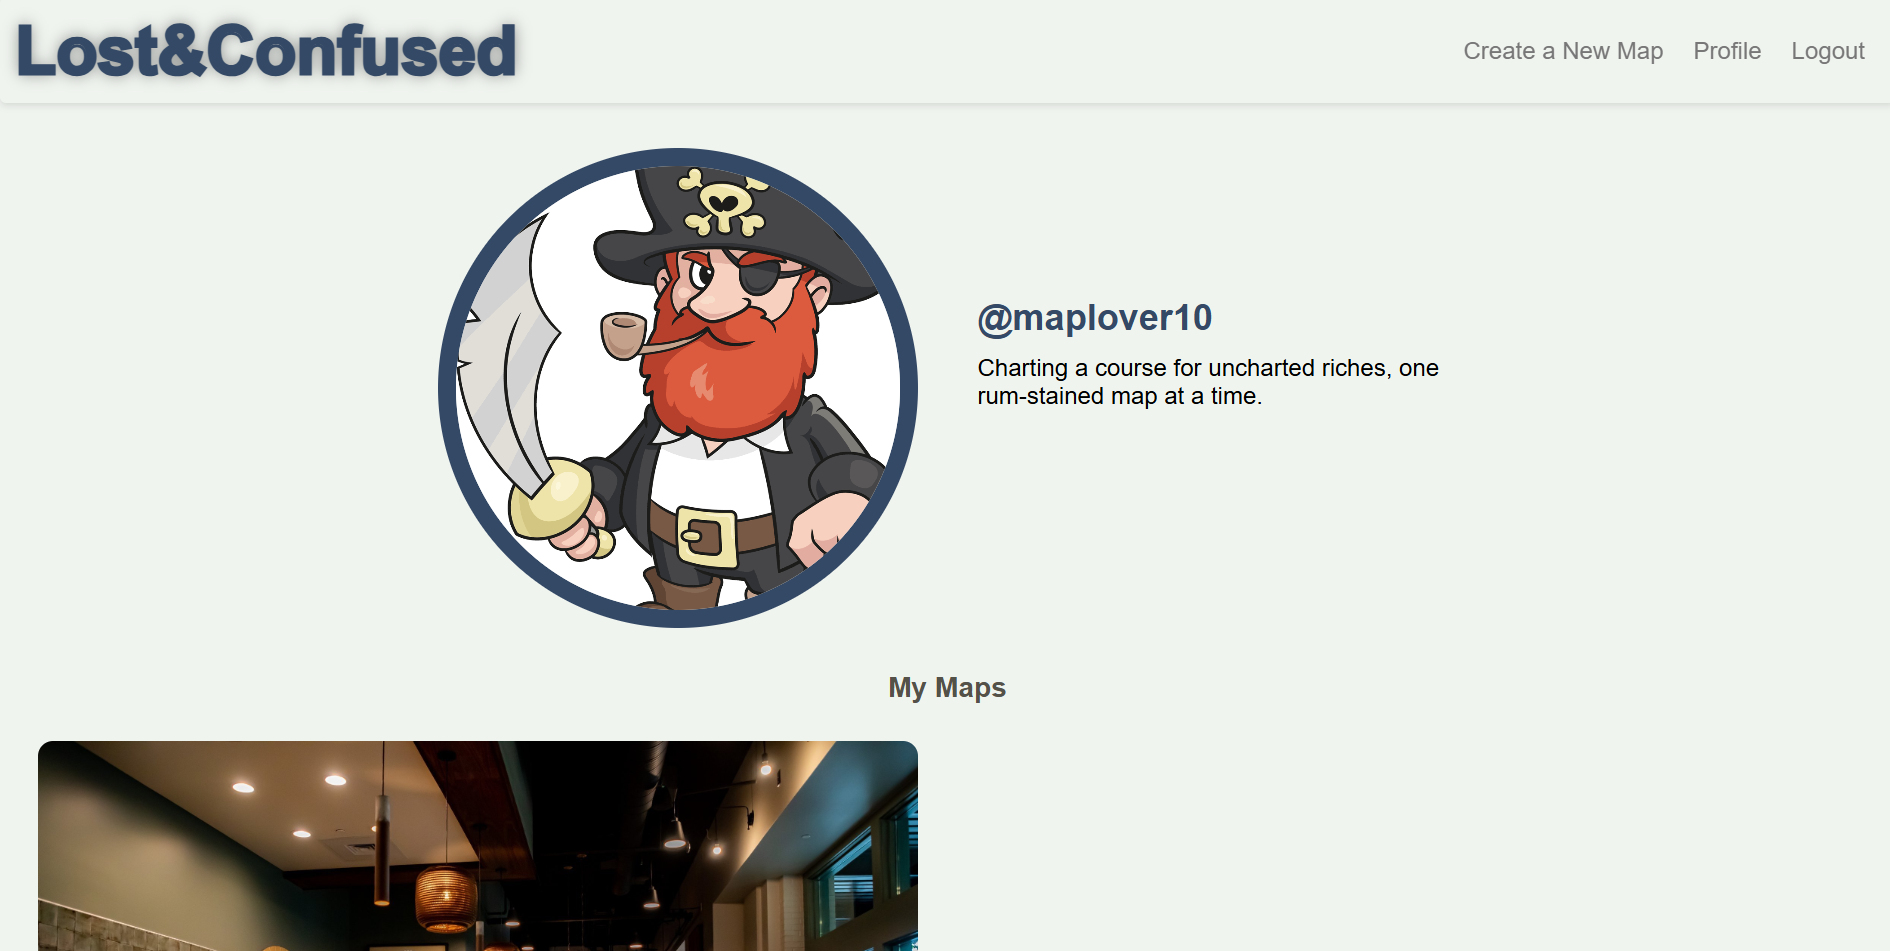 Lost&Confused
Create a New Map Profile Logout
@maplover10
Charting a course for uncharted riches, one
rum-stained map at a time.
My Maps